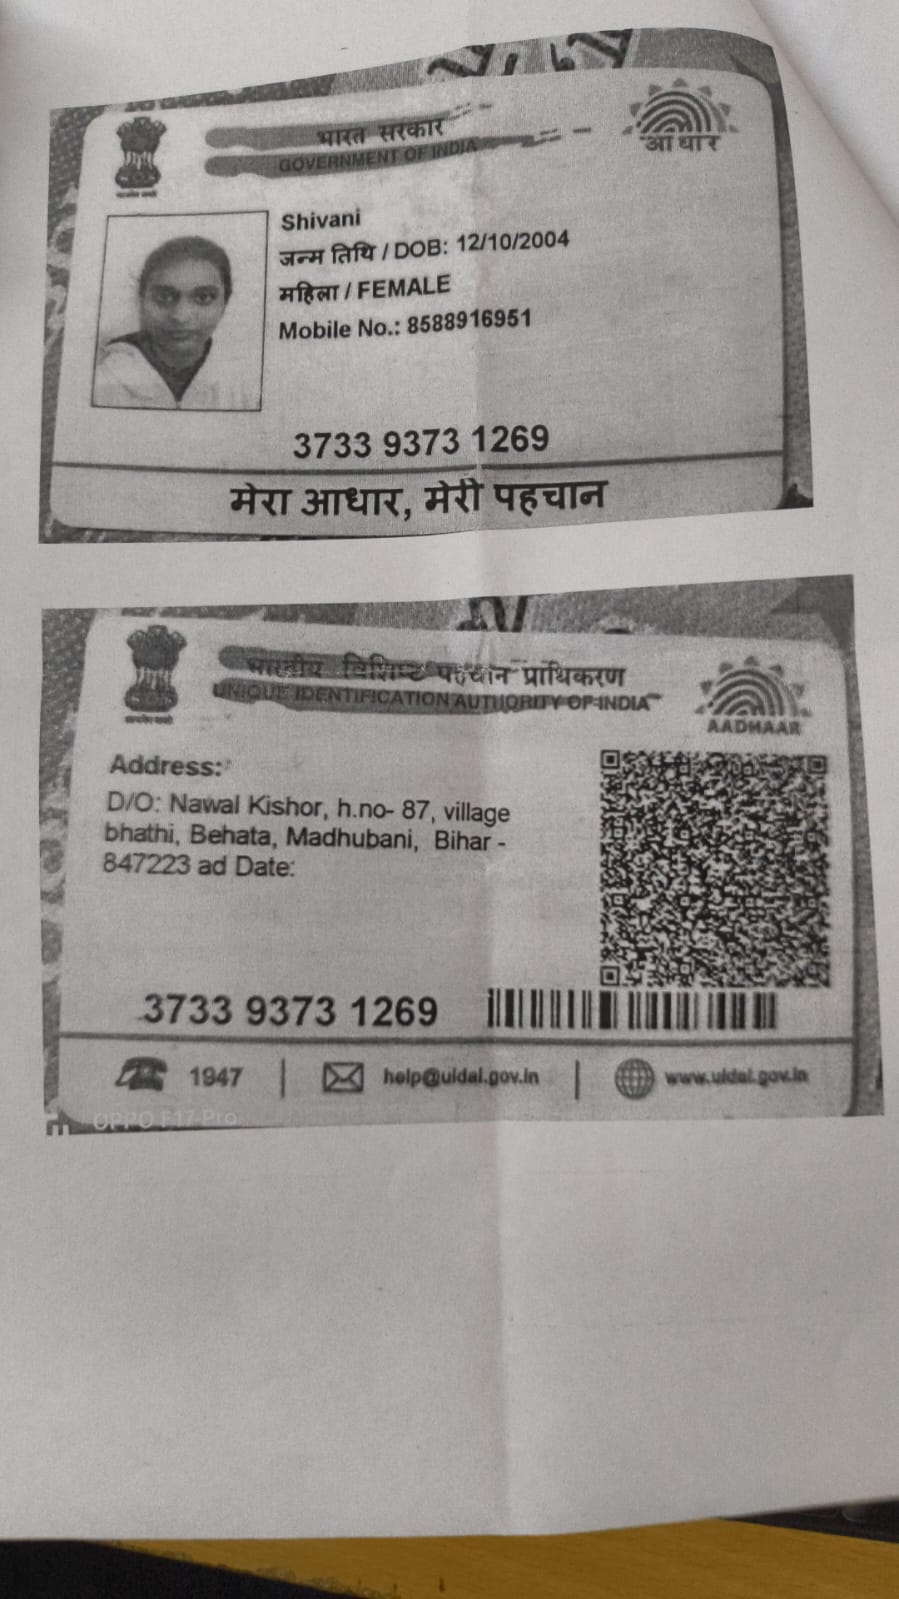 भारत सरकार
GOVERNMENT OF INDIA
आधार
Shivani
जन्म तिथि / DOB: 12/10/2004
महिला / FEMALE
Mobile No.: 8588916951
3733 9373 1269
मेरा आधार, मेरी पहचान
भारतीय विशिष्ट पहचान प्राधिकरण
UNIQUE IDENTIFICATION AUTHORITY OF INDIA
AADHAAR
Address:
D/O: Nawal Kishor, h.no- 87, village
bhathi, Behata, Madhubani, Bihar -
847223 ad Date:
3733 9373 1269
1947
help@uidai.gov.in
www.uidai.gov.in
OPPO F17 Pro